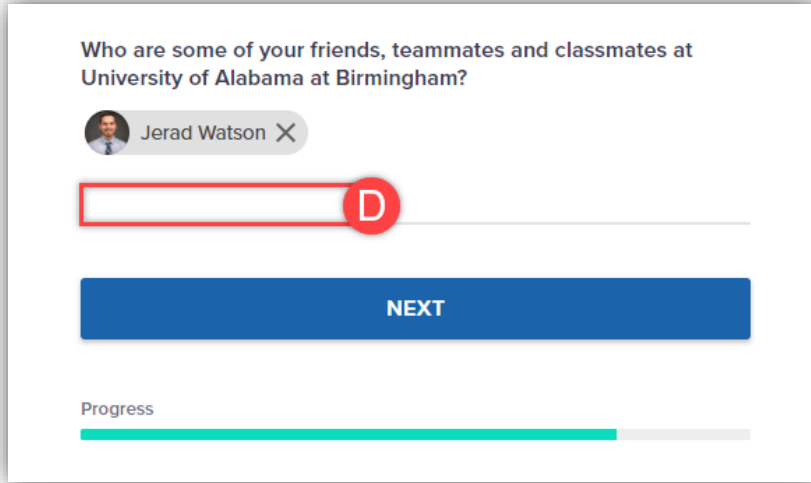 Who are some of your friends, teammates and classmates at
University of Alabama at Birmingham?
Jerad Watson
D
NEXT
Progress